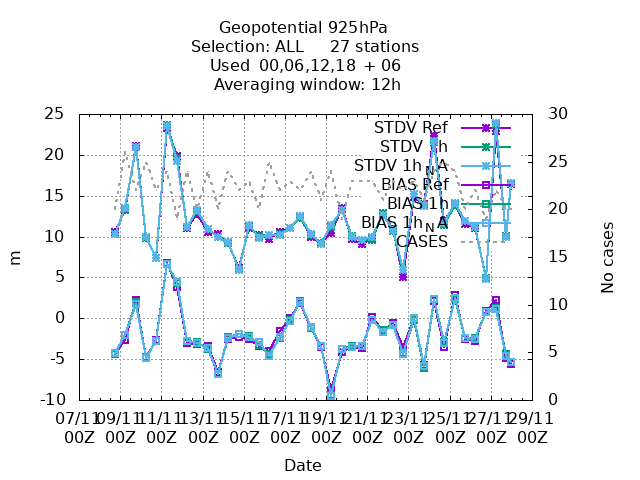 Geopotential 925hPa
Selection: ALL 27 stations
Used 00,06,12,18 + 06
Averaging window: 12h
25 30
20 25
15 20
10 15
5
0 10
-5 5
-10 0
STDV Ref
STDV 1h
STDV 1h_NA
BIAS Ref
BIAS 1h
BIAS 1h_NA
CASES
m
No cases
07/11 09/11 11/11 13/11 15/11 17/11 19/11 21/11 23/11 25/11 27/11 29/11
00Z 00Z 00Z 00Z 00Z 00Z 00Z 00Z 00Z 00Z 00Z 00Z
Date